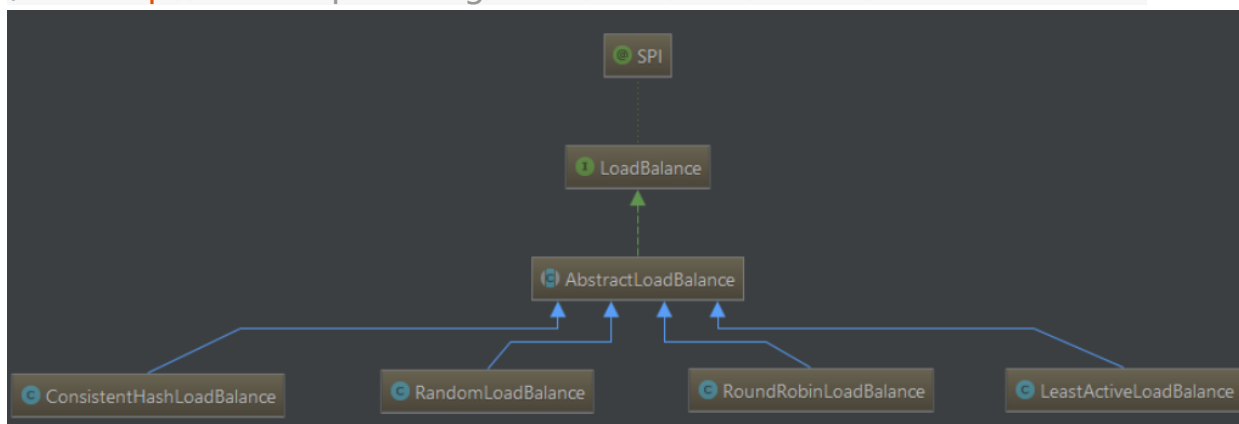 SPI
LoadBalance
AbstractLoadBalance
ConsistentHashLoadBalance
RandomLoadBalance
RoundRobinLoadBalance
LeastActiveLoadBalance